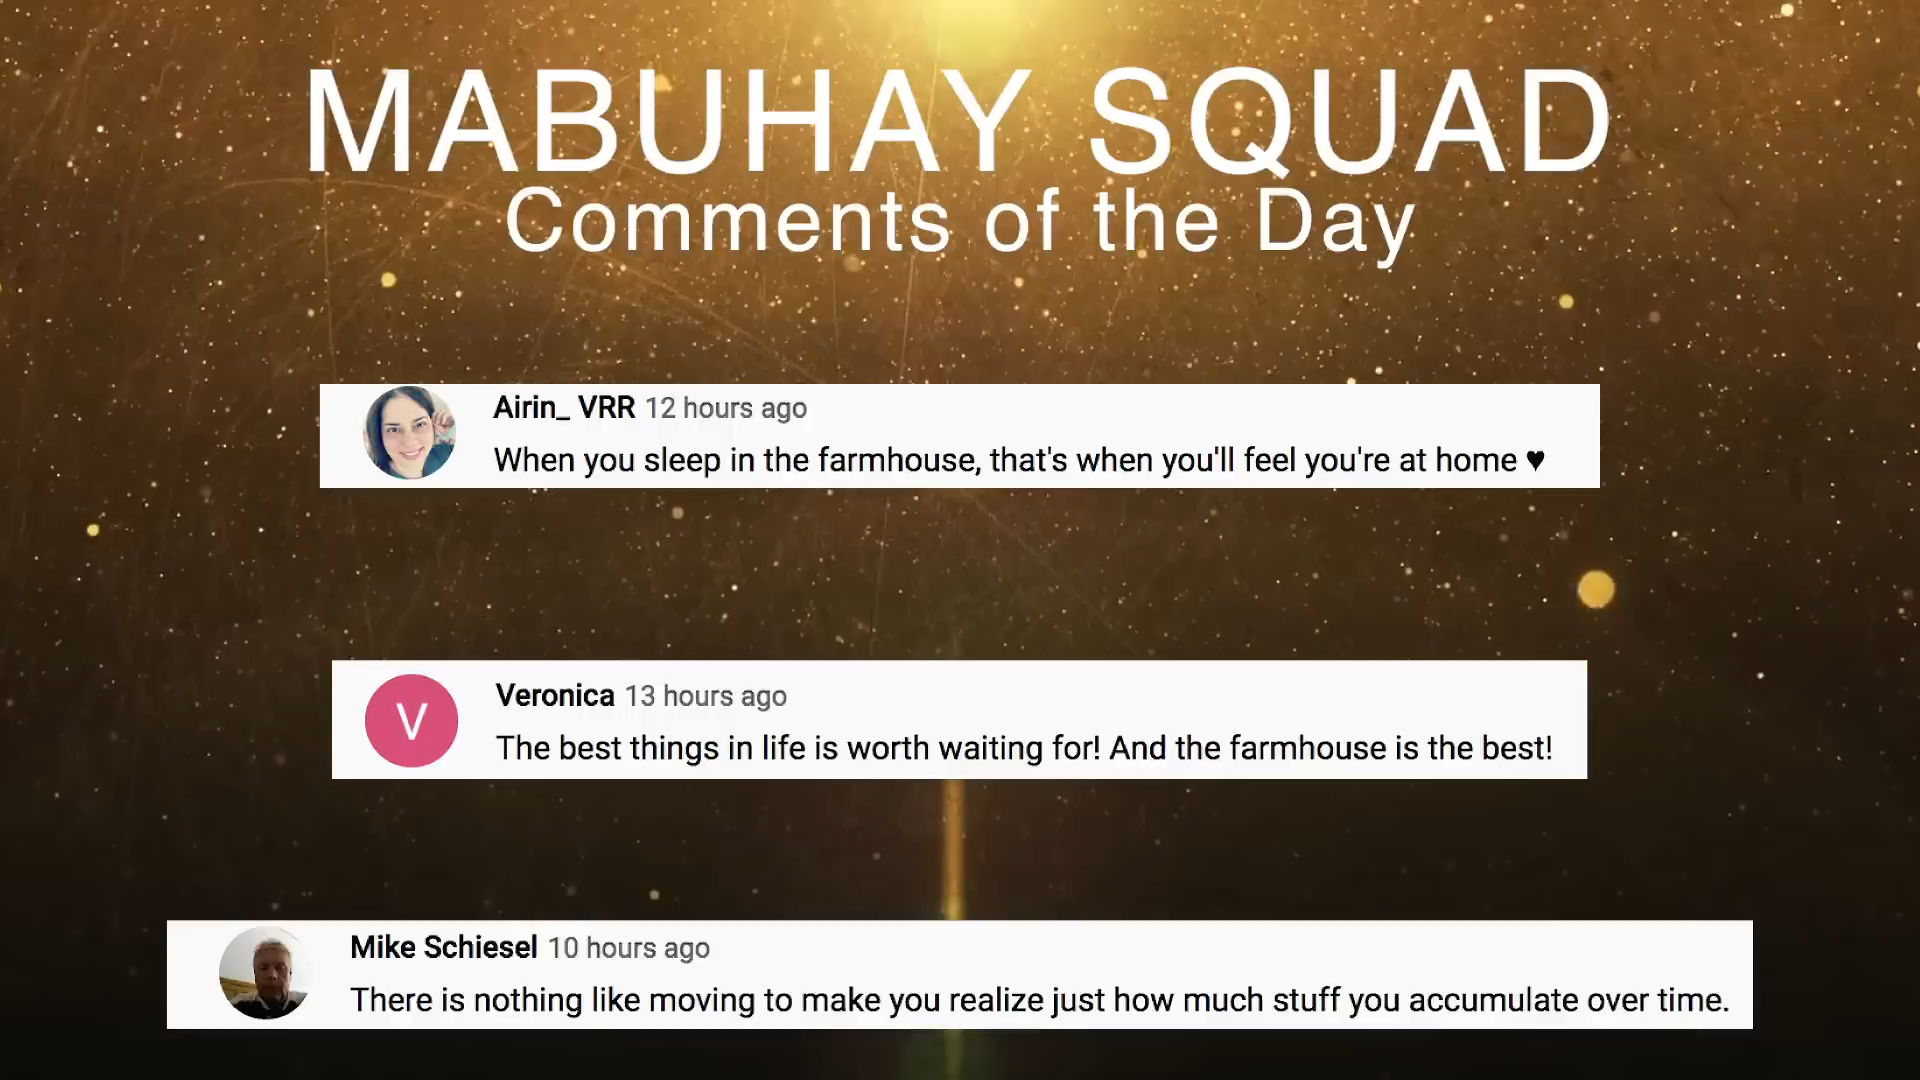 MABUHAY SQUAD
Comments of the Day
Airin_ VRR 12 hours ago
When you sleep in the farmhouse, that's when you'll feel you're at home ♥
V
Veronica 13 hours ago
The best things in life is worth waiting for! And the farmhouse is the best!
Mike Schiesel 10 hours ago
There is nothing like moving to make you realize just how much stuff you accumulate over time.